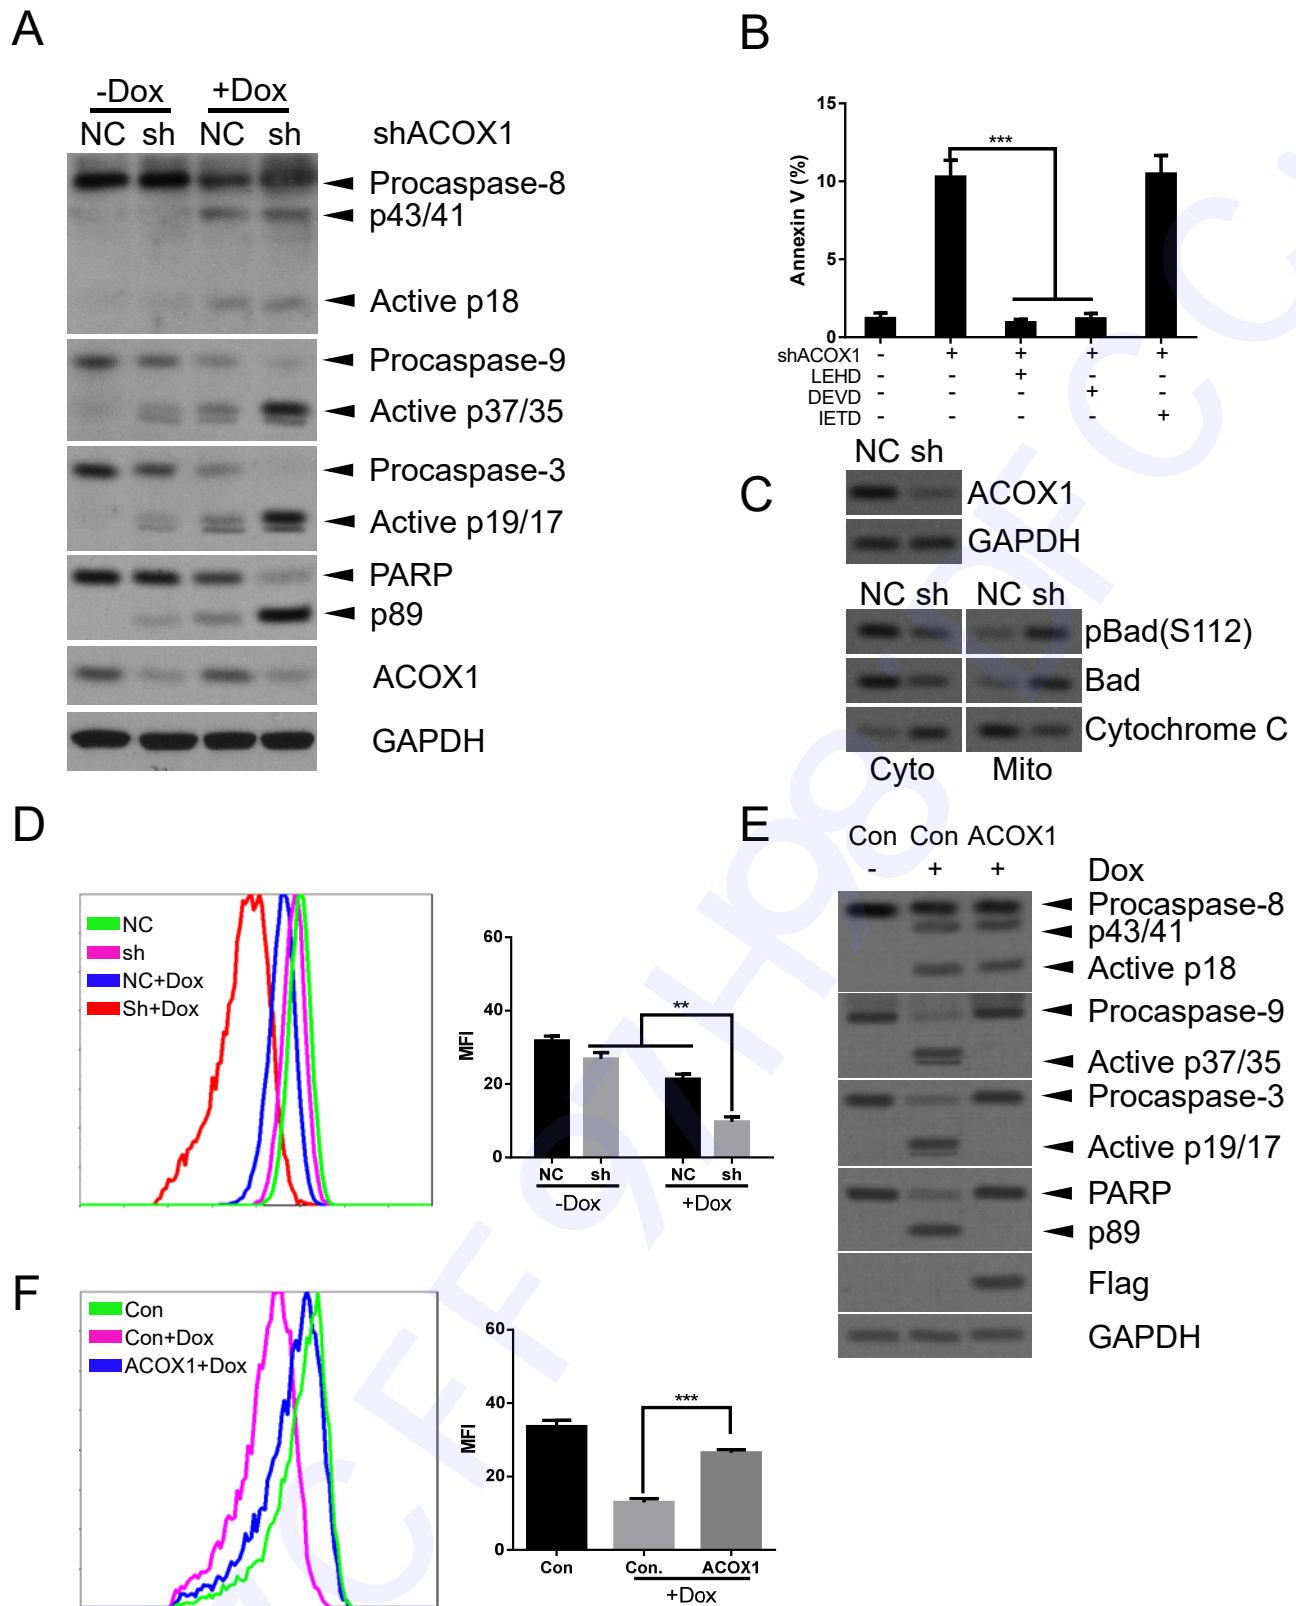 A
-Dox +Dox
NC sh NC sh shACOX1
Procaspase-8
p43/41
Active p18
Procaspase-9
Active p37/35
Procaspase-3
Active p19/17
PARP
p89
ACOX1
GAPDH
B
15
10
5
0
Annexin V (%)
***
shACOX1 - + + + +
LEHD - - + - -
DEVD - - - + -
IETD - - - - +
C
NC sh
ACOX1
GAPDH
NC sh NC sh
pBad(S112)
Bad
Cytochrome C
Cyto Mito
D
NC
sh
NC+Dox
Sh+Dox
60
40
20
0
MFI
**
NC sh NC sh
-Dox +Dox
E
Con Con ACOX1
- + + Dox
Procaspase-8
p43/41
Active p18
Procaspase-9
Active p37/35
Procaspase-3
Active p19/17
PARP
p89
Flag
GAPDH
F
Con
Con+Dox
ACOX1+Dox
60
40
20
0
MFI
***
Con Con. ACOX1
+Dox